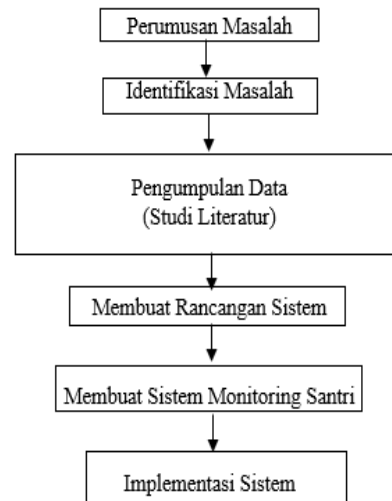 Perumusan Masalah
Identifikasi Masalah
Pengumpulan Data
(Studi Literatur)
Membuat Rancangan Sistem
Membuat Sistem Monitoring Santri
Implementasi Sistem